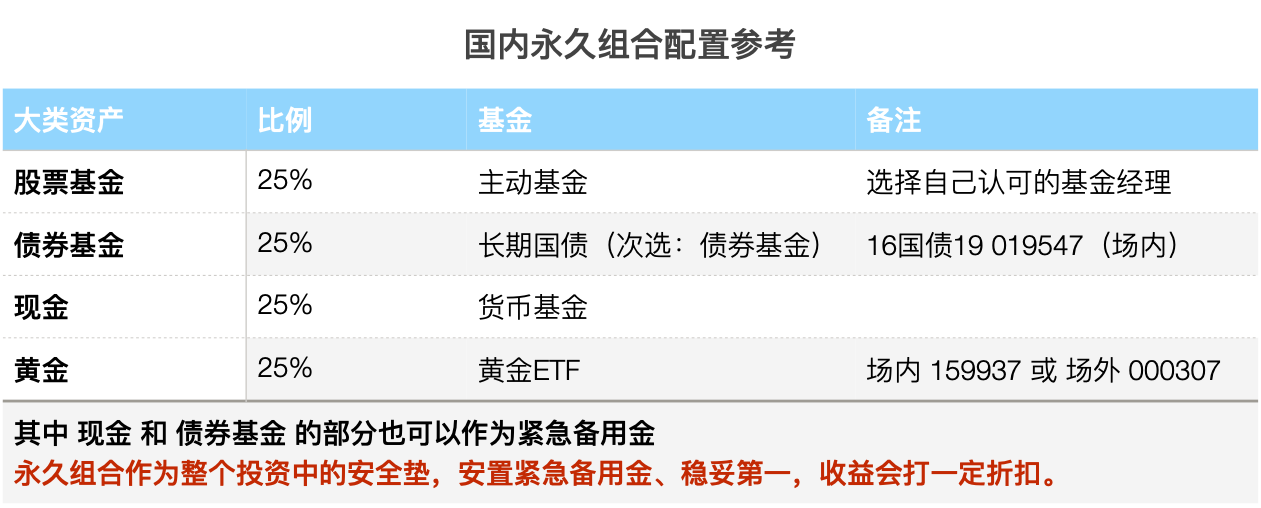 国内永久组合配置参考
大类资产 比例 基金 备注
股票基金 25% 主动基金 选择自己认可的基金经理
债券基金 25% 长期国债（次选：债券基金） 16国债19 019547（场内）
现金 25% 货币基金
黄金 25% 黄金ETF 场内 159937 或 场外 000307
其中 现金 和 债券基金 的部分也可以作为紧急备用金
永久组合作为整个投资中的安全垫，安置紧急备用金、稳妥第一，收益会打一定折扣。